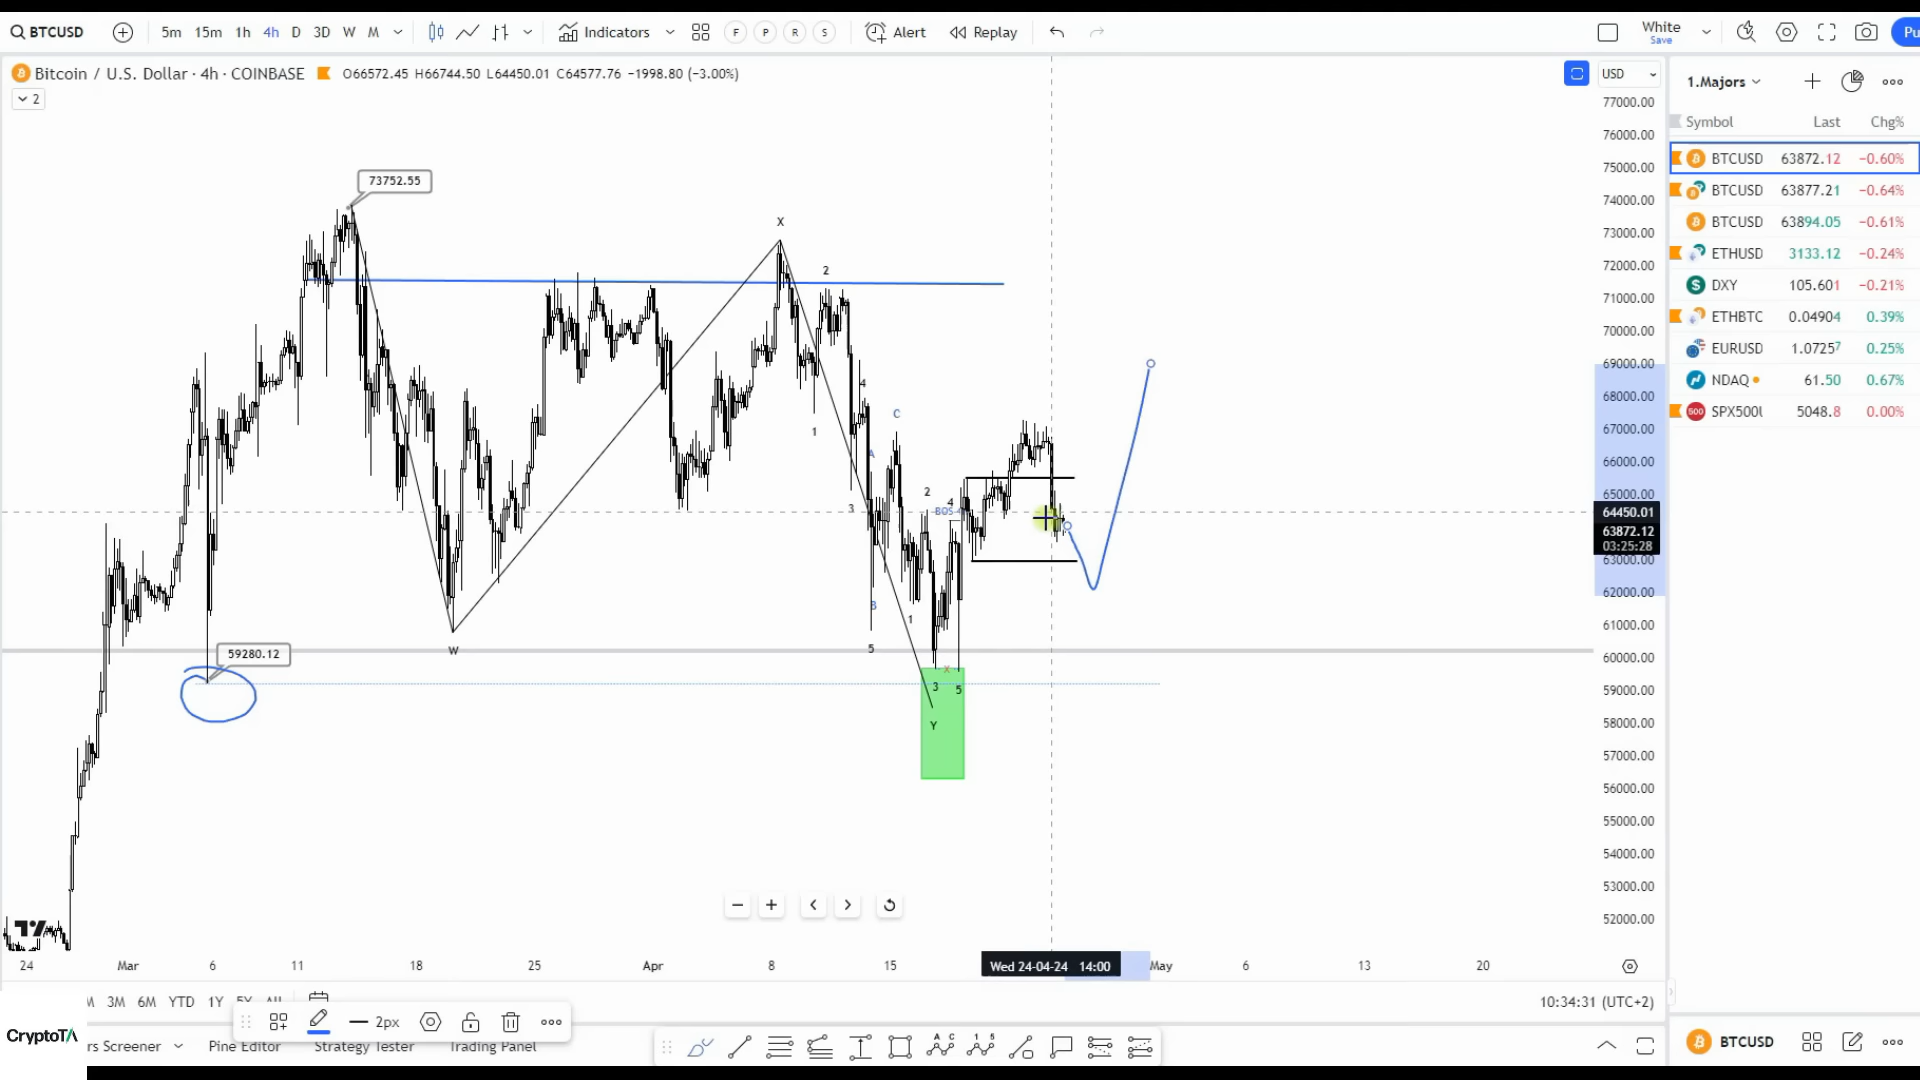 BTCUSD 5m 15m 1h 4h D 3D W M Indicators F P R S Alert Replay White Save Pu
Bitcoin / U.S. Dollar · 4h · COINBASE O66572.45 H66744.50 L64450.01 C64577.76 −1998.80 (−3.00%) USD
2
1.Majors
Symbol Last Chg%
BTCUSD 63872.12 −0.60%
BTCUSD 63877.21 −0.64%
BTCUSD 63894.05 −0.61%
ETHUSD 3133.12 −0.24%
DXY 105.601 −0.21%
ETHBTC 0.04904 0.39%
EURUSD 1.07257 0.25%
NDAQ 61.50 0.67%
500 SPX500 5048.8 0.00%
77000.00
76000.00
75000.00
74000.00
73000.00
72000.00
71000.00
70000.00
69000.00
68000.00
67000.00
66000.00
65000.00
64450.01
63872.12
03:25:28
63000.00
62000.00
61000.00
60000.00
59000.00
58000.00
57000.00
56000.00
55000.00
54000.00
53000.00
52000.00
73752.55
X
2
4
C
1
A
2
4
3
BOS
B
1
5
W
59280.12
X
3
5
Y
24 Mar 6 11 18 25 Apr 8 15 Wed 24-04-24 14:00 May 6 13 20
3M 6M YTD 1Y 5Y All 10:34:31 (UTC+2)
2px
CryptoTA
rs Screener Pine Editor Strategy Tester Trading Panel
BTCUSD